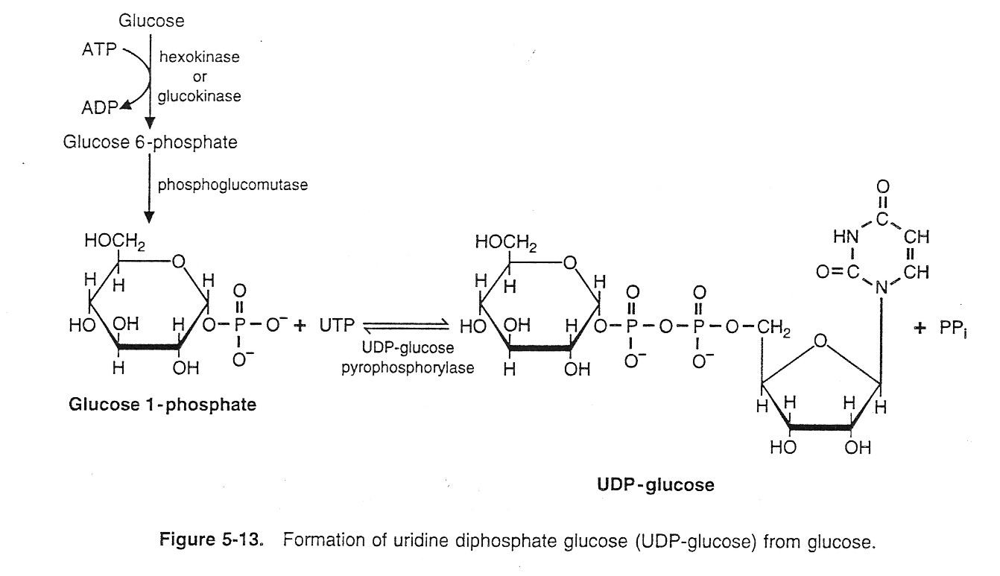 Glucose
ATP
hexokinase
or
glucokinase
ADP
Glucose 6-phosphate
phosphoglucomutase
HOCH2
O
H
H
H
O
HO
OH
H
O-P-O⁻ + UTP
H
OH
O⁻
UDP-glucose
pyrophosphorylase
Glucose 1-phosphate
HOCH2
O
H
H
H
O
O
HO
OH
H
O-P-O-P-O-CH2
H
OH
O⁻
O⁻
O
C
HN
CH
O=C
CH
N
O
H
H
H
H
HO
OH
+ PPi
UDP-glucose
Figure 5-13. Formation of uridine diphosphate glucose (UDP-glucose) from glucose.